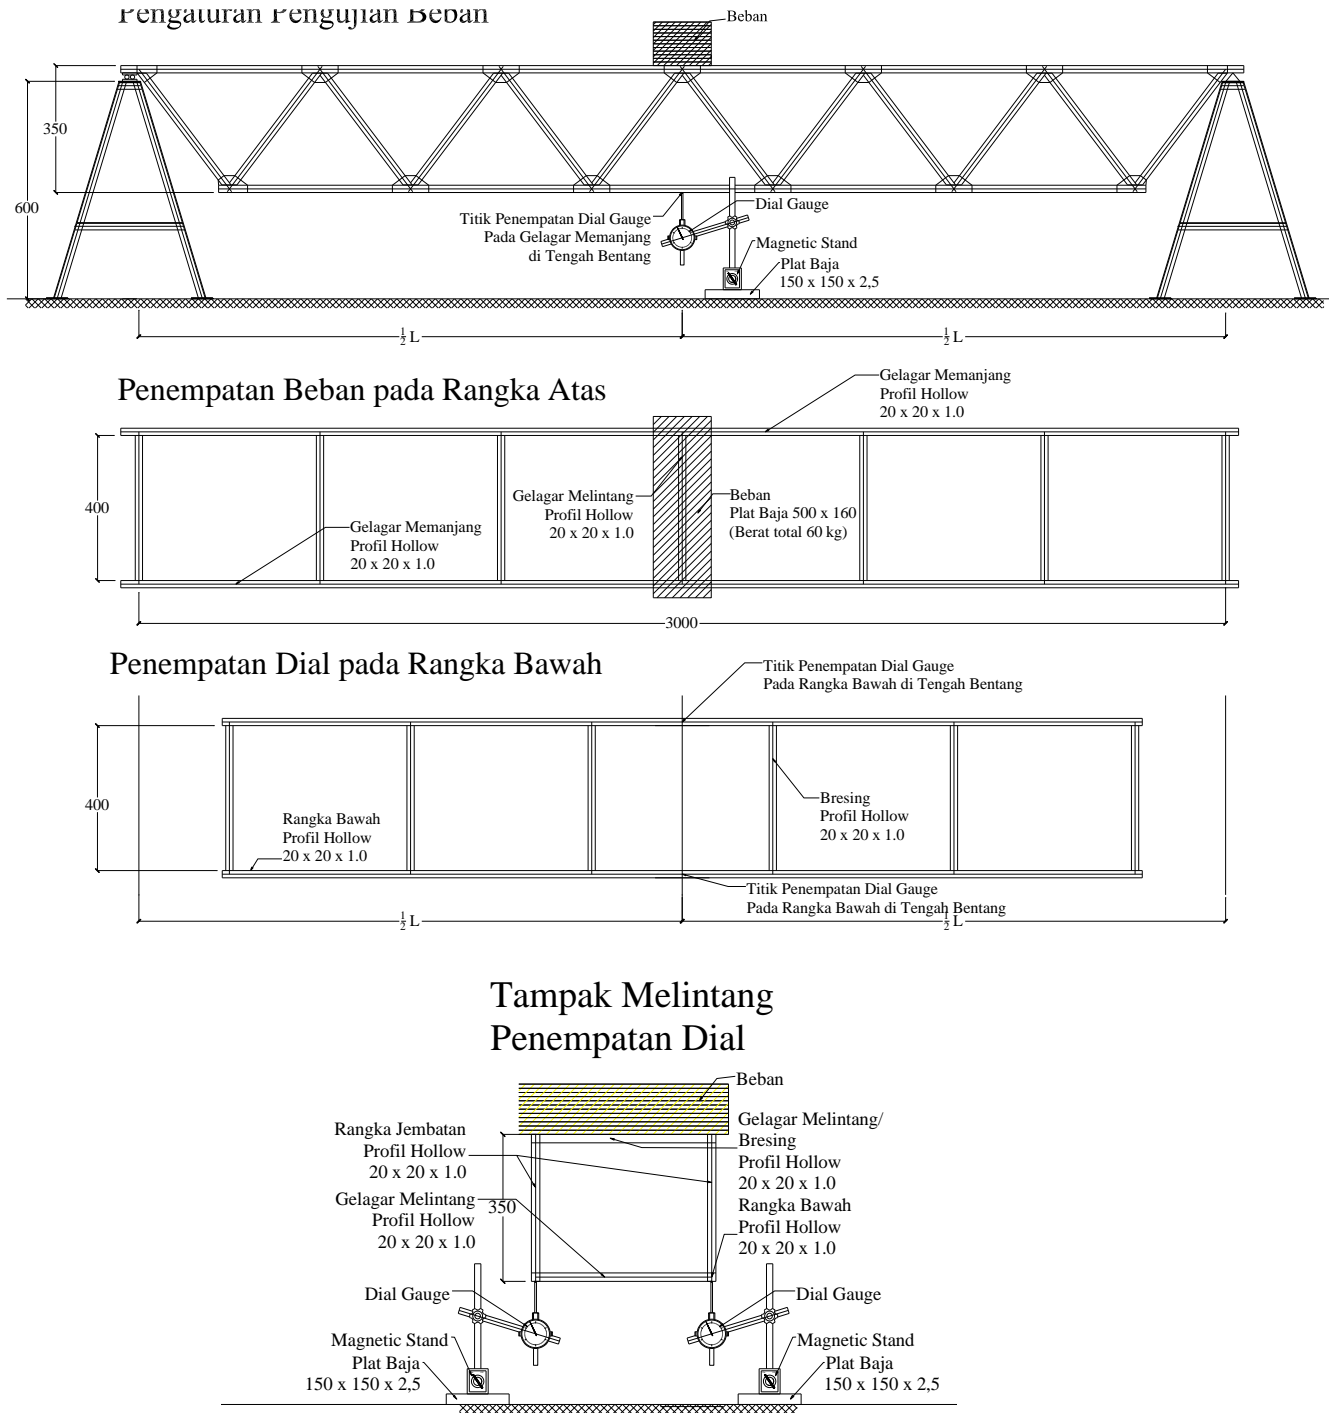 Pengaturan Pengujian Beban
Beban
350
600
Titik Penempatan Dial Gauge
Pada Gelagar Memanjang
di Tengah Bentang
Dial Gauge
Magnetic Stand
Plat Baja
150 x 150 x 2,5
½ L
½ L
Penempatan Beban pada Rangka Atas
Gelagar Memanjang
Profil Hollow
20 x 20 x 1.0
400
Gelagar Melintang
Profil Hollow
20 x 20 x 1.0
Beban
Plat Baja 500 x 160
(Berat total 60 kg)
Gelagar Memanjang
Profil Hollow
20 x 20 x 1.0
3000
Penempatan Dial pada Rangka Bawah
Titik Penempatan Dial Gauge
Pada Rangka Bawah di Tengah Bentang
400
Bresing
Profil Hollow
20 x 20 x 1.0
Rangka Bawah
Profil Hollow
20 x 20 x 1.0
Titik Penempatan Dial Gauge
Pada Rangka Bawah di Tengah Bentang
½ L
½ L
Tampak Melintang
Penempatan Dial
Beban
Rangka Jembatan
Profil Hollow
20 x 20 x 1.0
Gelagar Melintang/
Bresing
Profil Hollow
20 x 20 x 1.0
Gelagar Melintang
Profil Hollow
20 x 20 x 1.0
350
Rangka Bawah
Profil Hollow
20 x 20 x 1.0
Dial Gauge
Dial Gauge
Magnetic Stand
Plat Baja
150 x 150 x 2,5
Magnetic Stand
Plat Baja
150 x 150 x 2,5